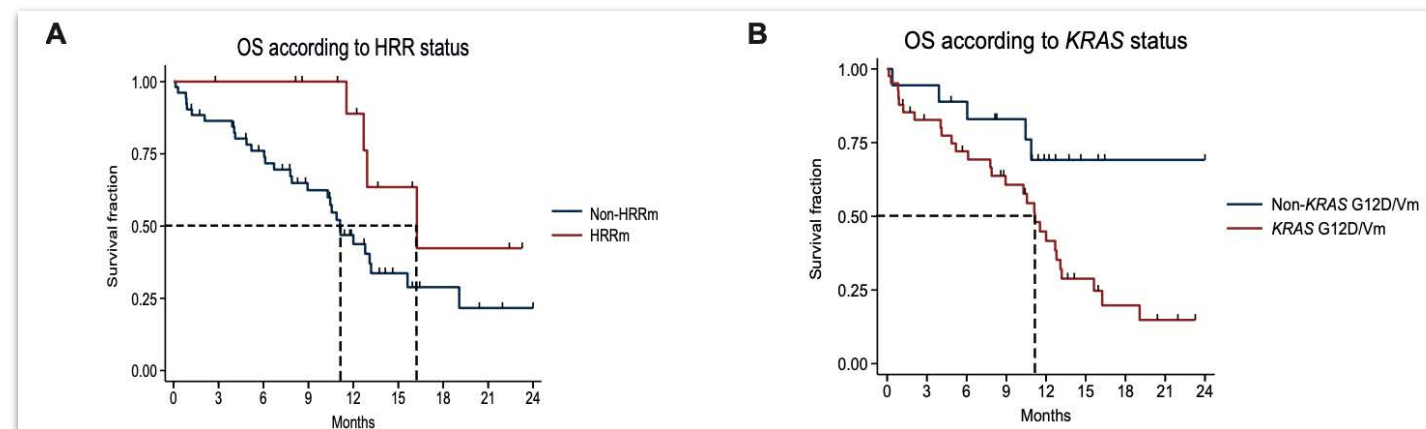 A
OS according to HRR status
Survival fraction
1.00
0.75
0.50
0.25
0.00
0 3 6 9 12 15 18 21 24
Months
Non-HRRm
HRRm
B
OS according to KRAS status
Survival fraction
1.00
0.75
0.50
0.25
0.00
0 3 6 9 12 15 18 21 24
Months
Non-KRAS G12D/Vm
KRAS G12D/Vm